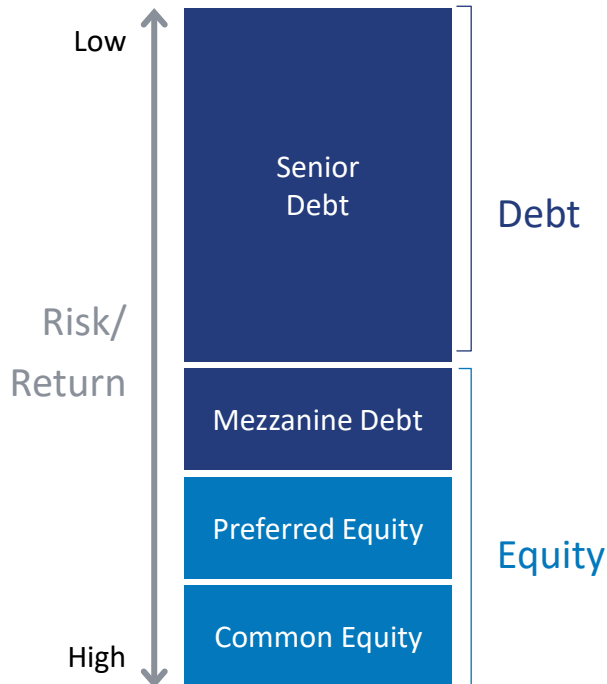 Low
Senior
Debt
Debt
Risk/
Return
Mezzanine Debt
Preferred Equity
Equity
Common Equity
High